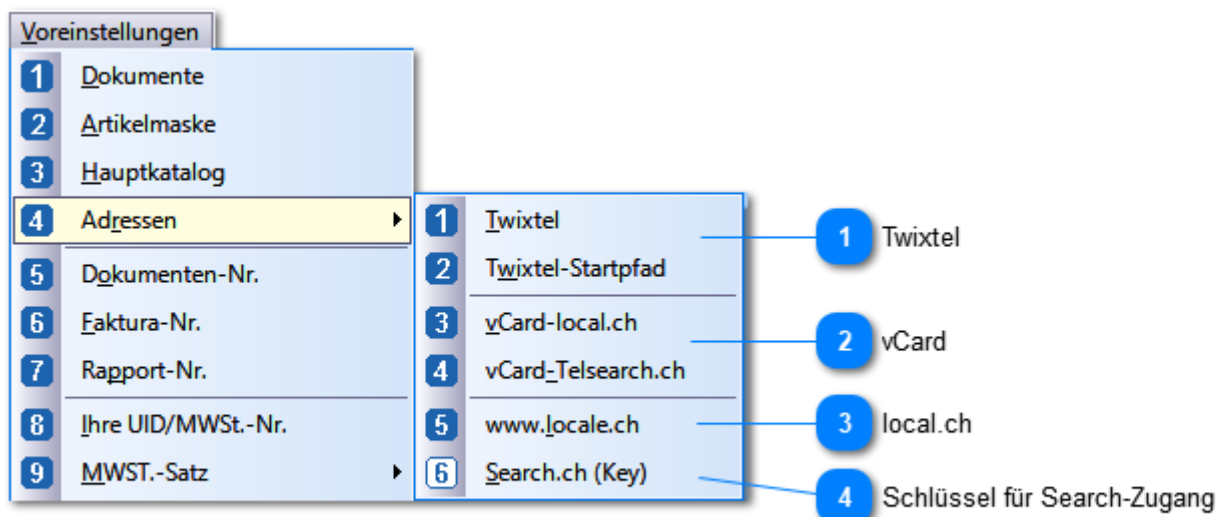 Voreinstellungen
1 Dokumente
2 Artikelmaske
3 Hauptkatalog
4 Adressen
5 Dokumenten-Nr.
6 Faktura-Nr.
7 Rapport-Nr.
8 Ihre UID/MWSt.-Nr.
9 MWST.-Satz
1 Twixtel
2 Twixtel-Startpfad
3 vCard-local.ch
4 vCard-Telsearch.ch
5 www.locale.ch
6 Search.ch (Key)
1 Twixtel
2 vCard
3 local.ch
4 Schlüssel für Search-Zugang